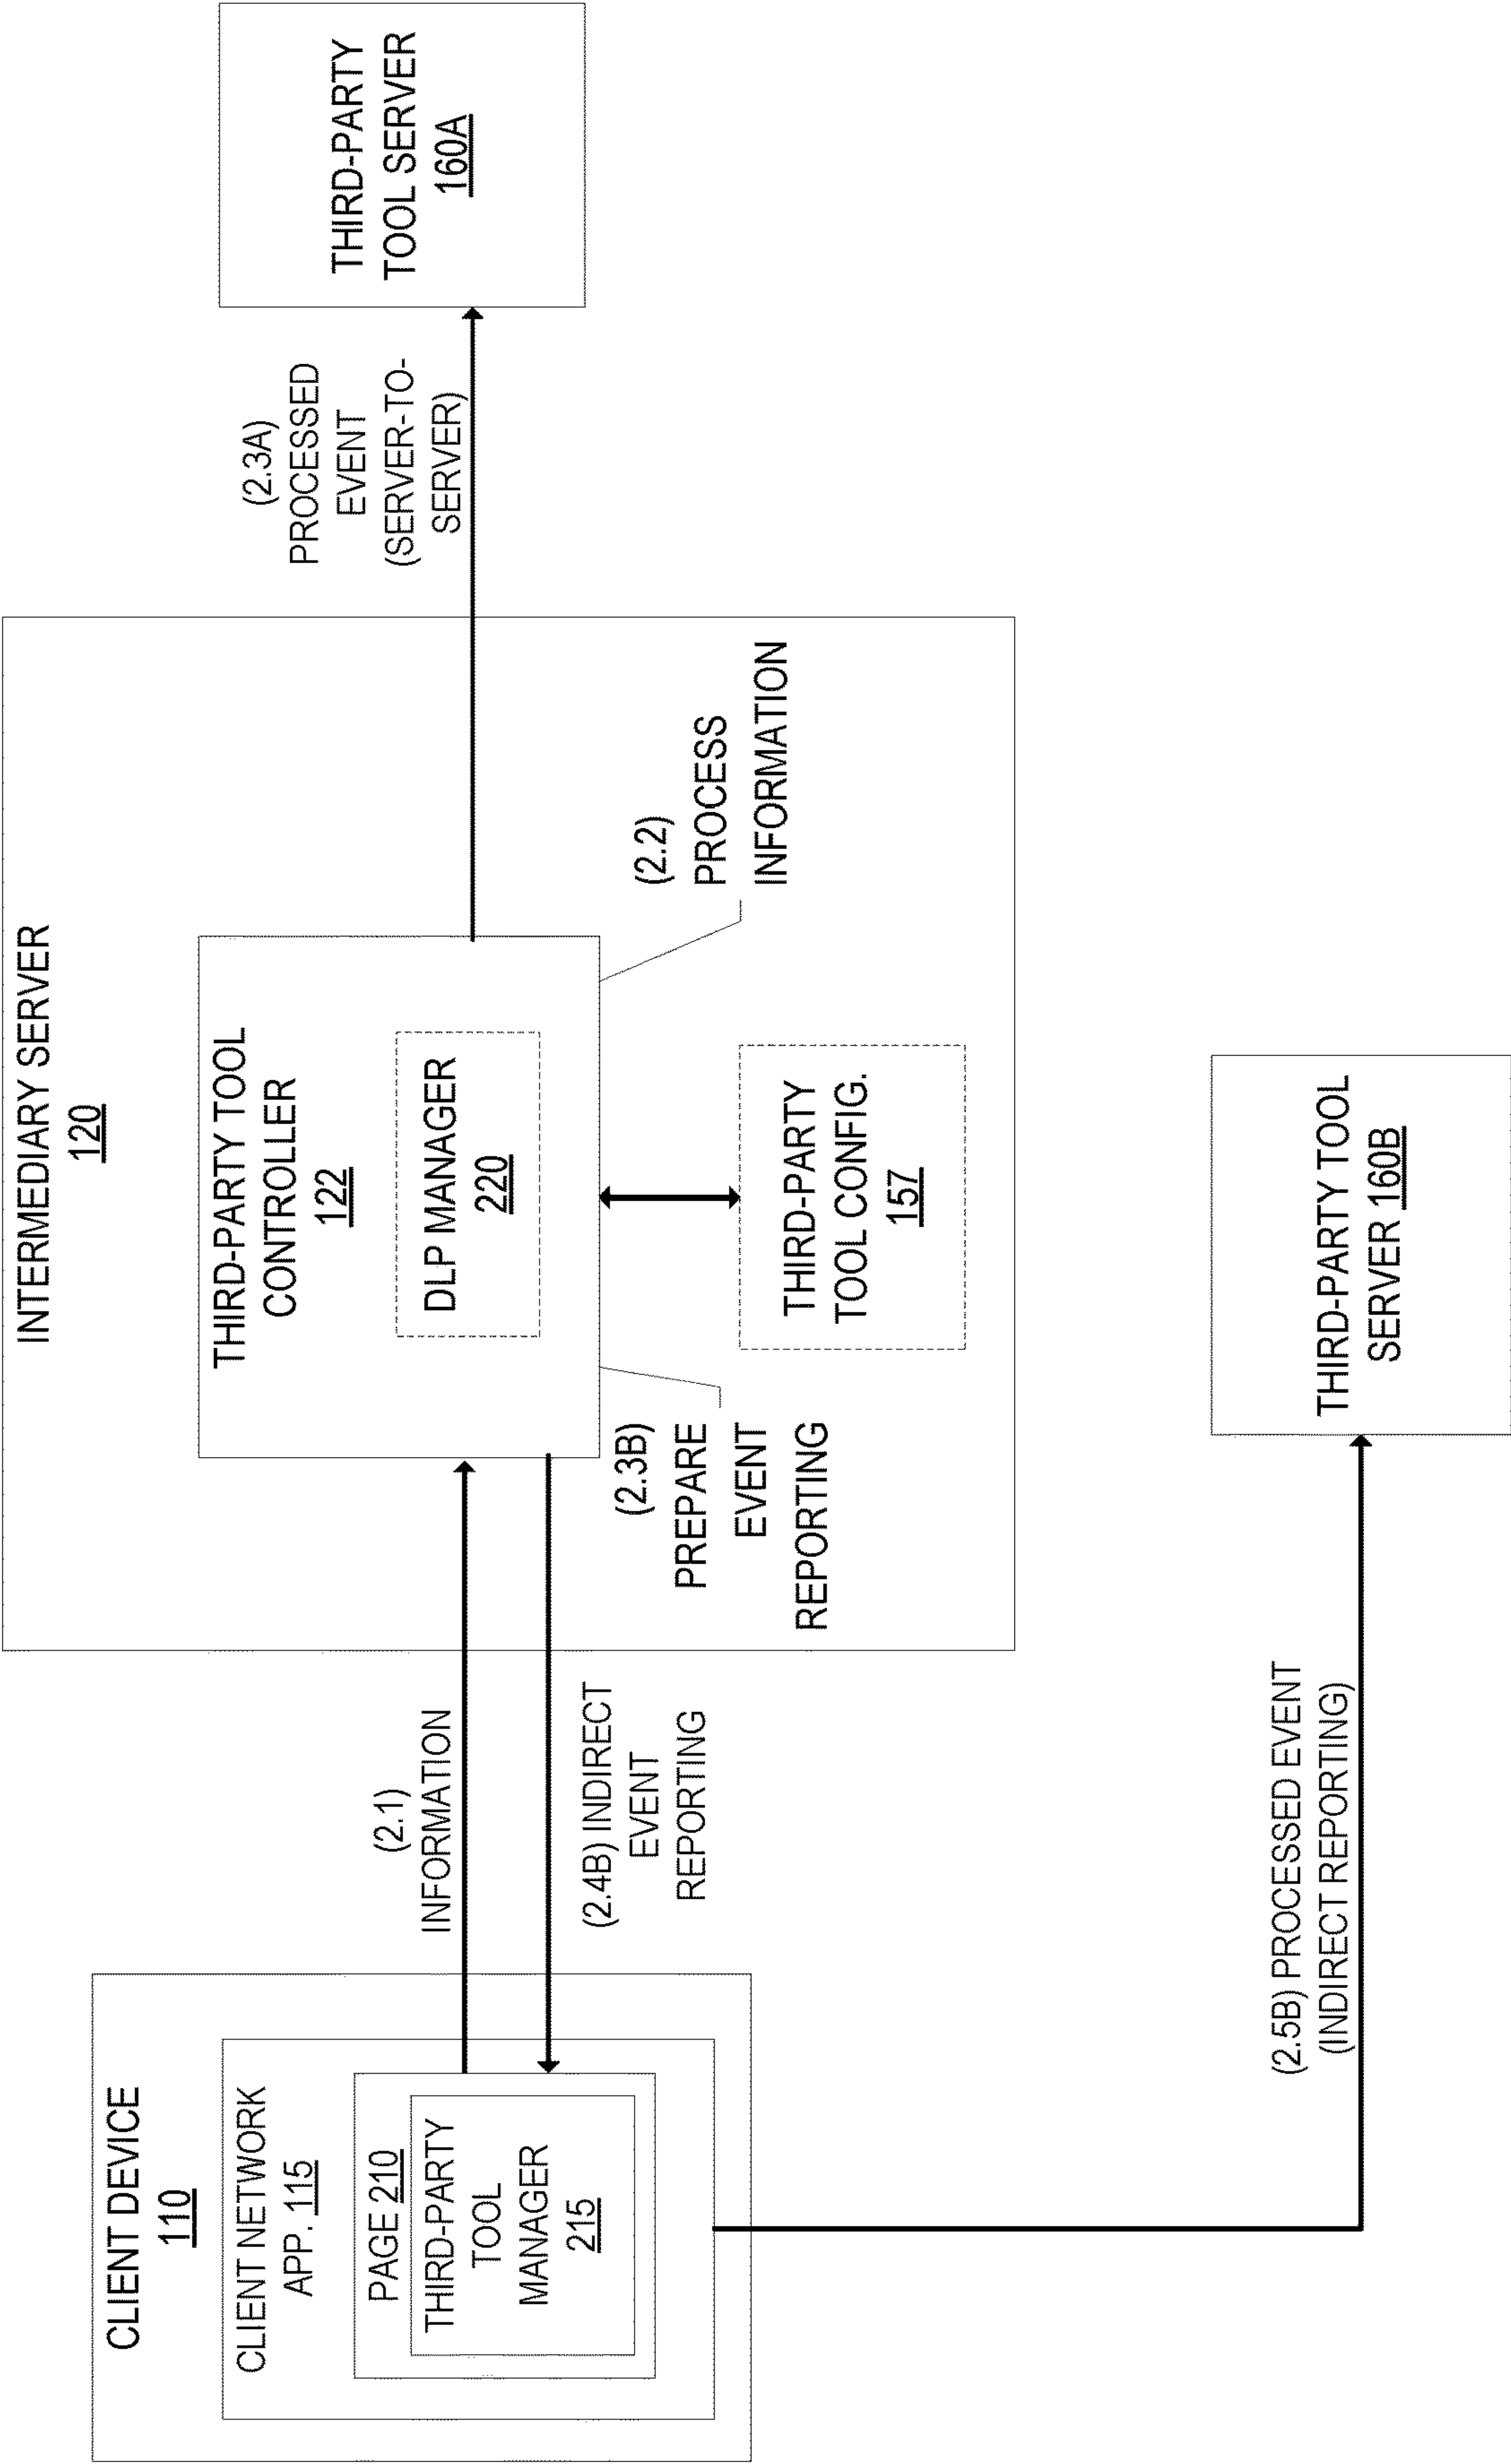 CLIENT DEVICE
110
CLIENT NETWORK
APP. 115
PAGE 210
THIRD-PARTY
TOOL
MANAGER
215
(2.1)
INFORMATION
(2.4B) INDIRECT
EVENT
REPORTING
INTERMEDIARY SERVER
120
THIRD-PARTY TOOL
CONTROLLER
122
DLP MANAGER
220
(2.3B)
PREPARE
EVENT
REPORTING
THIRD-PARTY
TOOL CONFIG.
157
(2.2)
PROCESS
INFORMATION
(2.3A)
PROCESSED
EVENT
(SERVER-TO-
SERVER)
THIRD-PARTY
TOOL SERVER
160A
(2.5B) PROCESSED EVENT
(INDIRECT REPORTING)
THIRD-PARTY TOOL
SERVER 160B